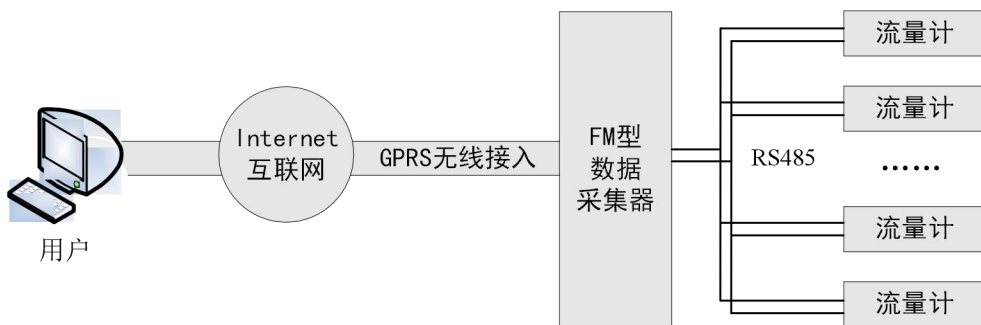 用户
Internet
互联网
GPRS无线接入
FM型
数据
采集器
RS485
流量计
流量计
······
流量计
流量计